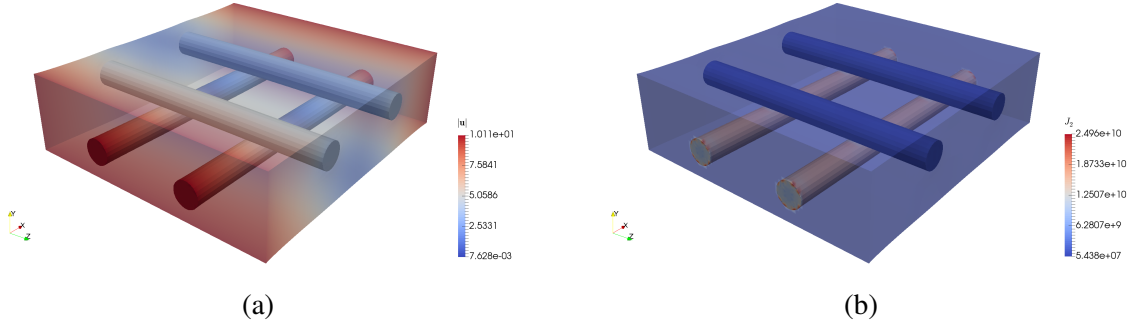 |u|
1.011e+01
7.5841
5.0586
2.5331
7.628e-03
Y
X
Z
(a)
J₂
2.496e+10
1.8733e+10
1.2507e+10
6.2807e+9
5.438e+07
Y
X
Z
(b)